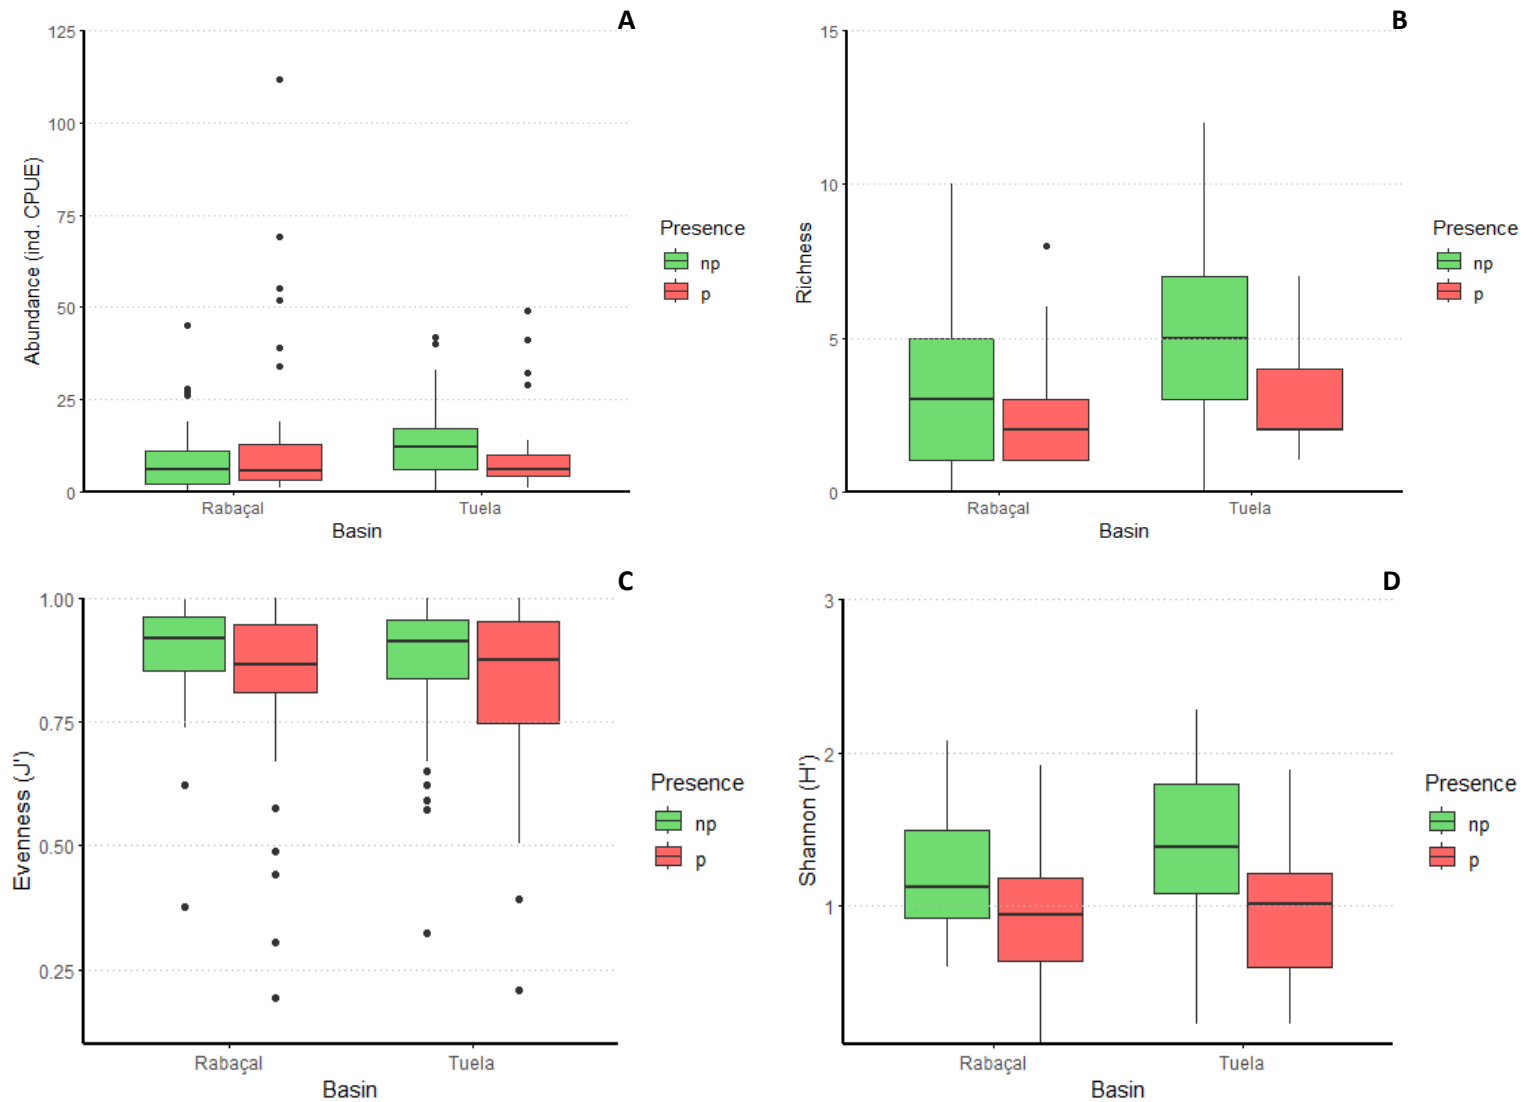 A
125
100
75
50
25
0
Abundance (ind. CPUE)
Rabaçal
Tuela
Basin
Presence
np
p
B
15
10
5
0
Richness
Rabaçal
Tuela
Basin
Presence
np
p
C
1.00
0.75
0.50
0.25
Evenness (J')
Rabaçal
Tuela
Basin
Presence
np
p
D
3
2
1
Shannon (H')
Rabaçal
Tuela
Basin
Presence
np
p